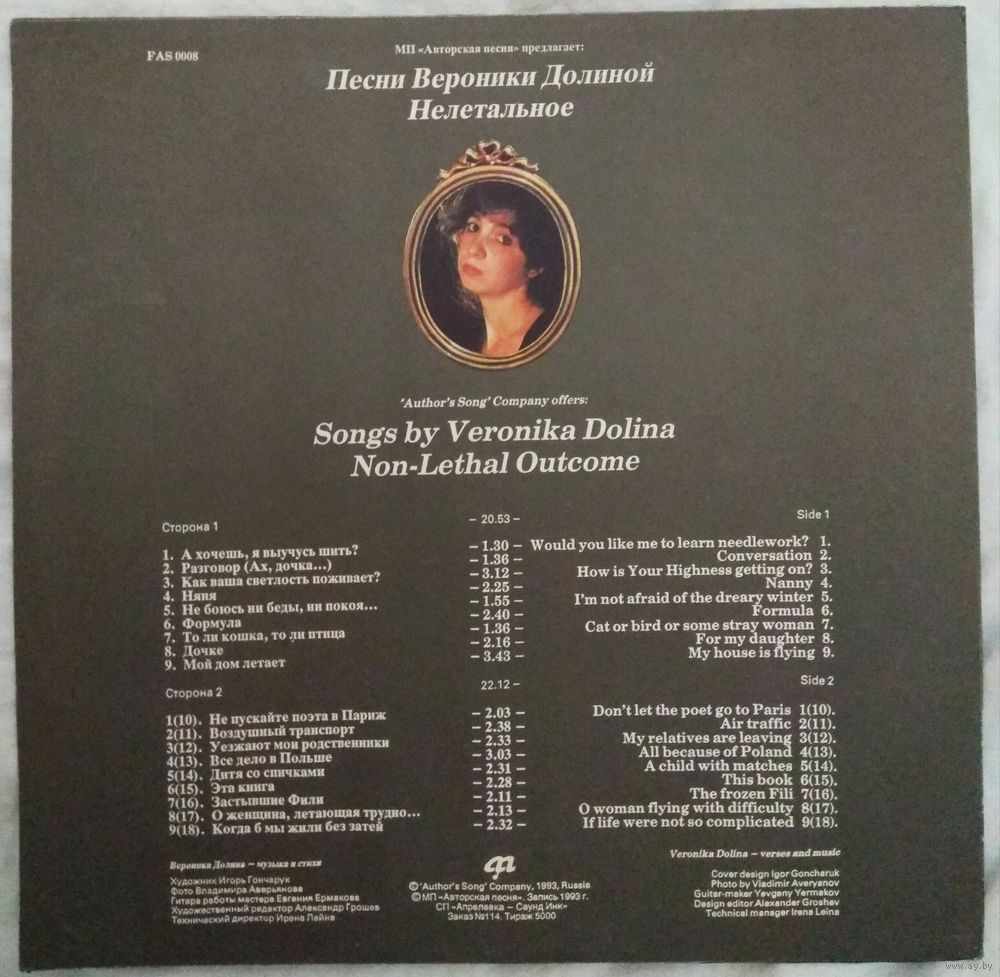 FAS 0008
МП «Авторская песня» предлагает:
Песни Вероники Долиной
Нелетальное
'Author's Song' Company offers:
Songs by Veronika Dolina
Non-Lethal Outcome
Сторона 1 – 20.53 – Side 1
1. А хочешь, я выучусь шить? – 1.30 – Would you like me to learn needlework? 1.
2. Разговор (Ах, дочка...) – 1.36 – Conversation 2.
3. Как ваша светлость поживает? – 3.12 – How is Your Highness getting on? 3.
4. Няня – 2.25 – Nanny 4.
5. Не боюсь ни беды, ни покоя... – 1.55 – I'm not afraid of the dreary winter 5.
6. Формула – 2.40 – Formula 6.
7. То ли кошка, то ли птица – 1.36 – Cat or bird or some stray woman 7.
8. Дочке – 2.16 – For my daughter 8.
9. Мой дом летает – 3.43 – My house is flying 9.
Сторона 2 22.12 – Side 2
1(10). Не пускайте поэта в Париж – 2.03 – Don't let the poet go to Paris 1(10).
2(11). Воздушный транспорт – 2.38 – Air traffic 2(11).
3(12). Уезжают мои родственники – 2.33 – My relatives are leaving 3(12).
4(13). Все дело в Польше – 3.03 – All because of Poland 4(13).
5(14). Дитя со спичками – 2.31 – A child with matches 5(14).
6(15). Эта книга – 2.28 – This book 6(15).
7(16). Застывшие Фили – 2.11 – The frozen Fili 7(16).
8(17). О женщина, летающая трудно... – 2.13 – O woman flying with difficulty 8(17).
9(18). Когда б мы жили без затей – 2.32 – If life were not so complicated 9(18).
Вероника Долина – музыка и стихи
Художник Игорь Гончарук
Фото Владимира Аверьянова
Гитара работы мастера Евгения Ермакова
Художественный редактор Александр Грошев
Технический директор Ирена Лейна
© 'Author's Song' Company, 1993, Russia
© МП «Авторская песня». Запись 1993 г.
СП «Апрелевка – Саунд Инк»
Заказ №114. Тираж 5000
Veronika Dolina – verses and music
Cover design Igor Goncharuk
Photo by Vladimir Averyanov
Guitar-maker Yevgany Yermakov
Design editor Alexander Groshev
Technical manager Irena Leina
www.ay.by